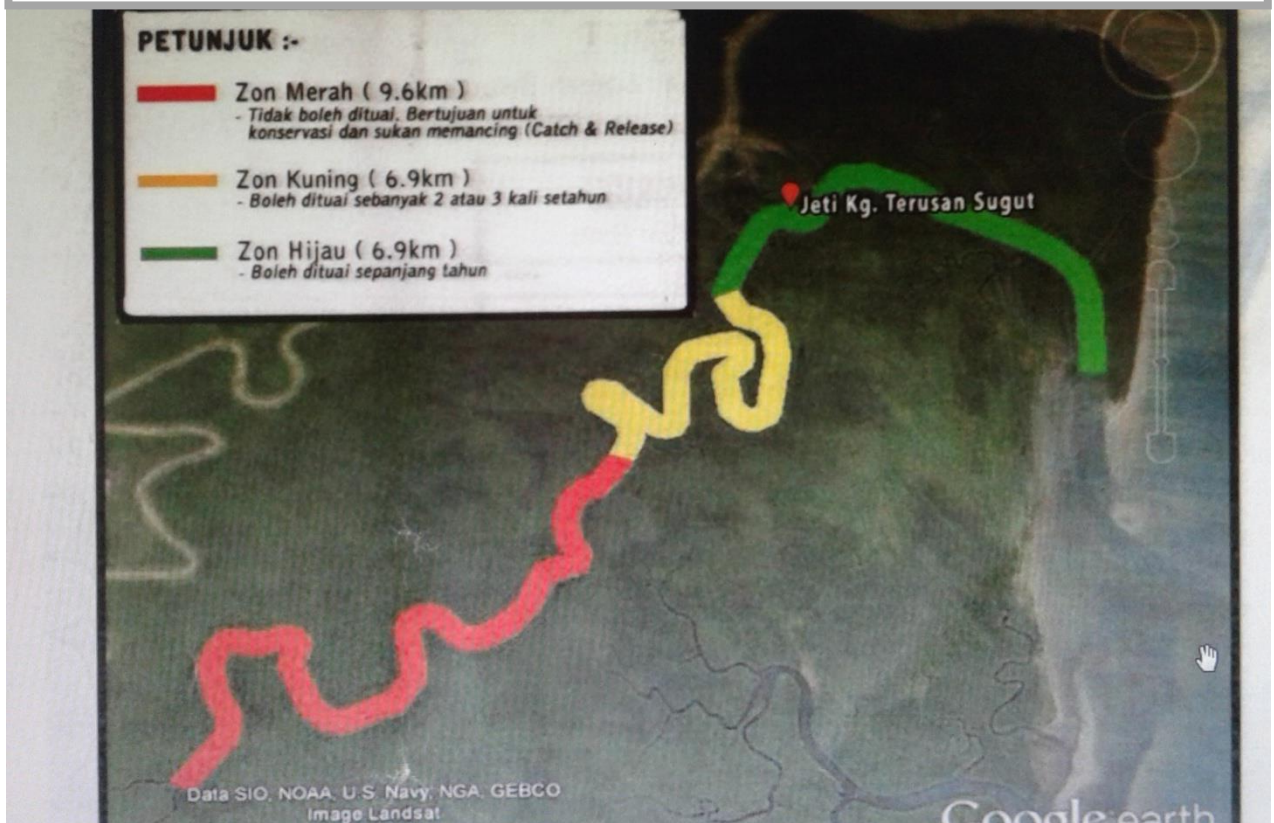 PETUNJUK :-
Zon Merah ( 9.6km )
- Tidak boleh dituai. Bertujuan untuk
konservasi dan sukan memancing (Catch & Release)
Zon Kuning ( 6.9km )
- Boleh dituai sebanyak 2 atau 3 kali setahun
Zon Hijau ( 6.9km )
- Boleh dituai sepanjang tahun
Jeti Kg. Terusan Sugut
Data SIO, NOAA, U.S. Navy, NGA, GEBCO
Image Landsat
Google earth